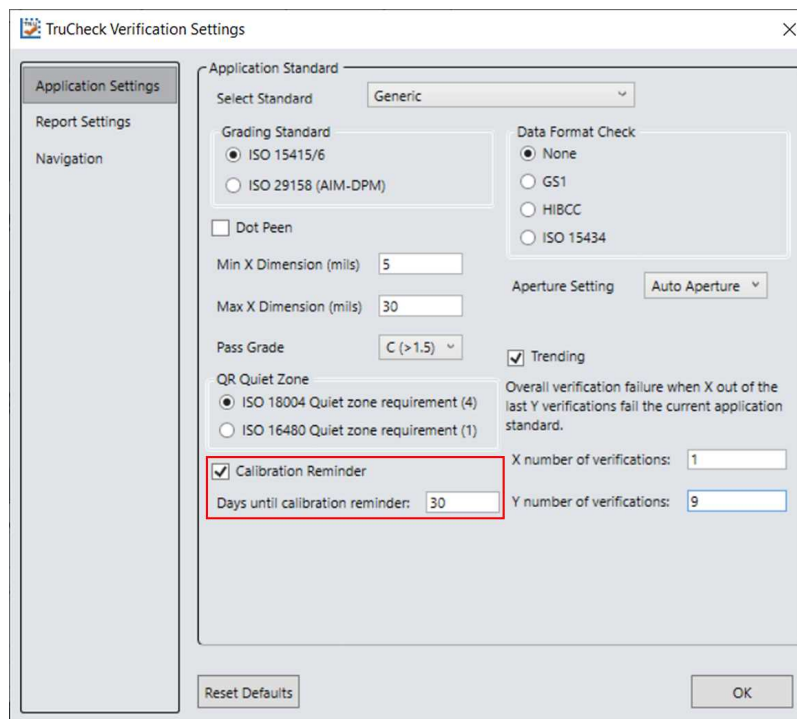 TruCheck Verification Settings
Application Settings
Report Settings
Navigation
Application Standard
Select Standard Generic
Grading Standard
ISO 15415/6
ISO 29158 (AIM-DPM)
Data Format Check
None
GS1
HIBCC
ISO 15434
Dot Peen
Min X Dimension (mils) 5
Max X Dimension (mils) 30
Aperture Setting Auto Aperture
Pass Grade C (>1.5)
QR Quiet Zone
ISO 18004 Quiet zone requirement (4)
ISO 16480 Quiet zone requirement (1)
Trending
Overall verification failure when X out of the
last Y verifications fail the current application
standard.
Calibration Reminder
Days until calibration reminder: 30
X number of verifications: 1
Y number of verifications: 9
Reset Defaults
OK